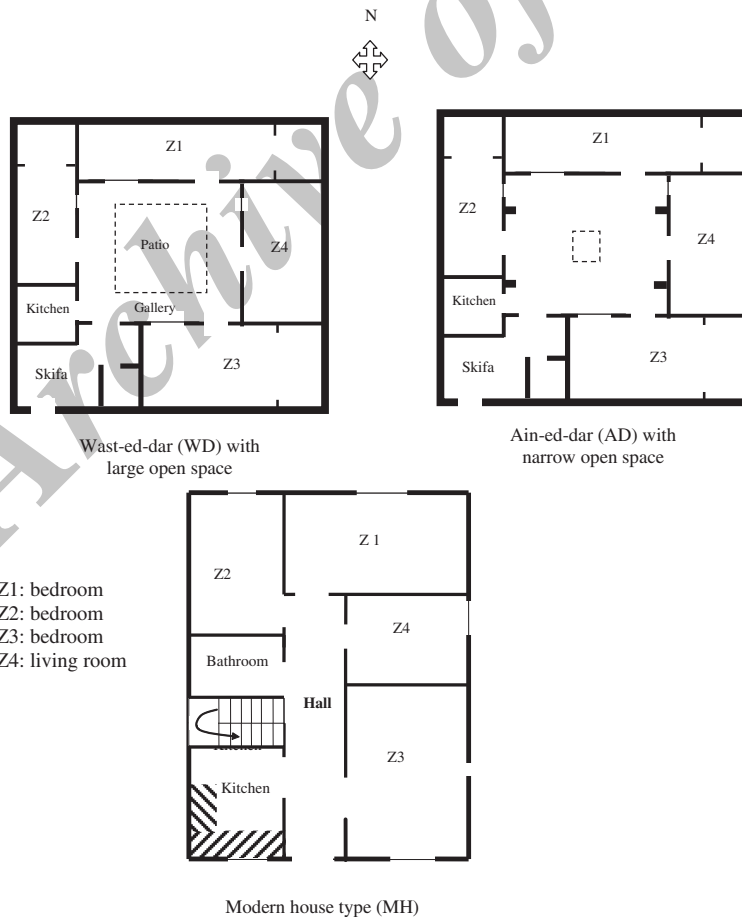 N
Z1
Z2
Patio
Z4
Kitchen
Gallery
Skifa
Z3
Wast-ed-dar (WD) with
large open space
Z1
Z2
Z4
Kitchen
Skifa
Z3
Ain-ed-dar (AD) with
narrow open space
Z1: bedroom
Z2: bedroom
Z3: bedroom
Z4: living room
Z 1
Z2
Z4
Bathroom
Hall
Z3
Kitchen
Modern house type (MH)
Archive of